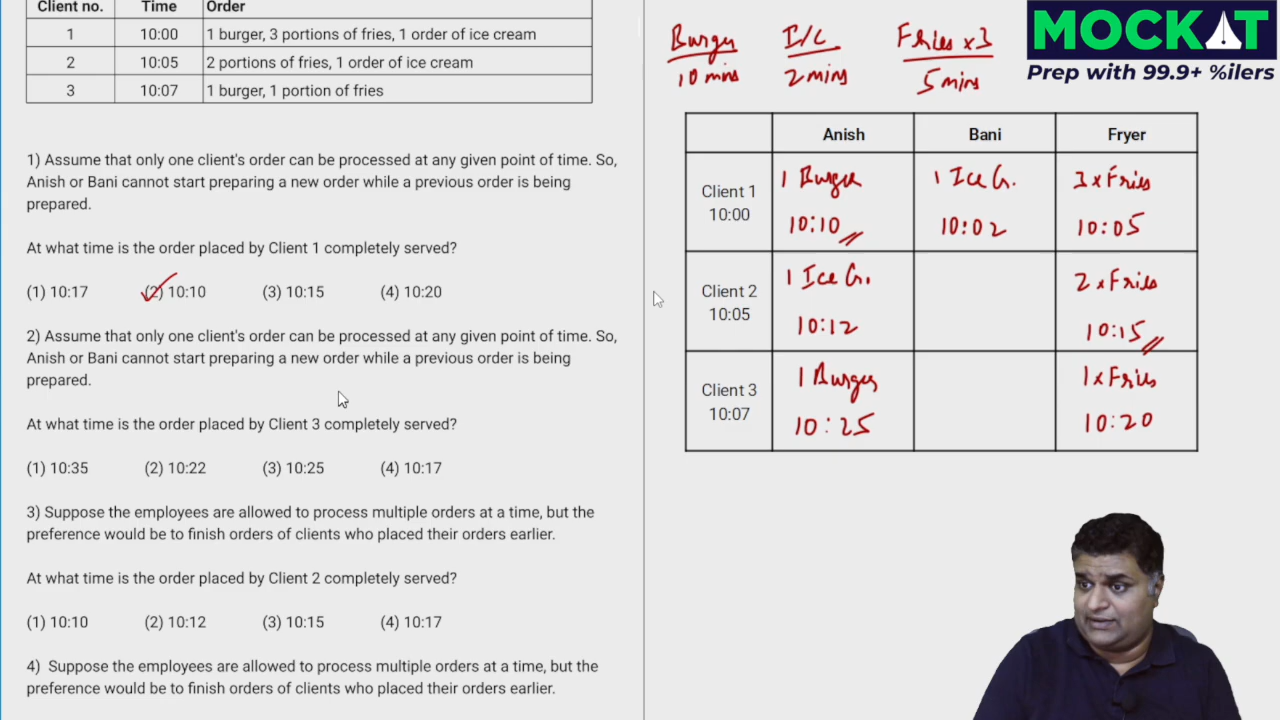 Client no. Time Order
1 10:00 1 burger, 3 portions of fries, 1 order of ice cream
2 10:05 2 portions of fries, 1 order of ice cream
3 10:07 1 burger, 1 portion of fries
1) Assume that only one client's order can be processed at any given point of time. So,
Anish or Bani cannot start preparing a new order while a previous order is being
prepared.
At what time is the order placed by Client 1 completely served?
(1) 10:17 (2) 10:10 (3) 10:15 (4) 10:20
2) Assume that only one client's order can be processed at any given point of time. So,
Anish or Bani cannot start preparing a new order while a previous order is being
prepared.
At what time is the order placed by Client 3 completely served?
(1) 10:35 (2) 10:22 (3) 10:25 (4) 10:17
3) Suppose the employees are allowed to process multiple orders at a time, but the
preference would be to finish orders of clients who placed their orders earlier.
At what time is the order placed by Client 2 completely served?
(1) 10:10 (2) 10:12 (3) 10:15 (4) 10:17
4) Suppose the employees are allowed to process multiple orders at a time, but the
preference would be to finish orders of clients who placed their orders earlier.
Burger I/C Fries x3
10 mins 2 mins 5 mins
MOCKAT
Prep with 99.9+ %ilers
Anish Bani Fryer
Client 1 1 Burger 1 Ice Cr. 3 x Fries
10:00 10:10 10:02 10:05
Client 2 1 Ice Cr. 2 x Fries
10:05 10:12 10:15
Client 3 1 Burger 1 x Fries
10:07 10:25 10:20